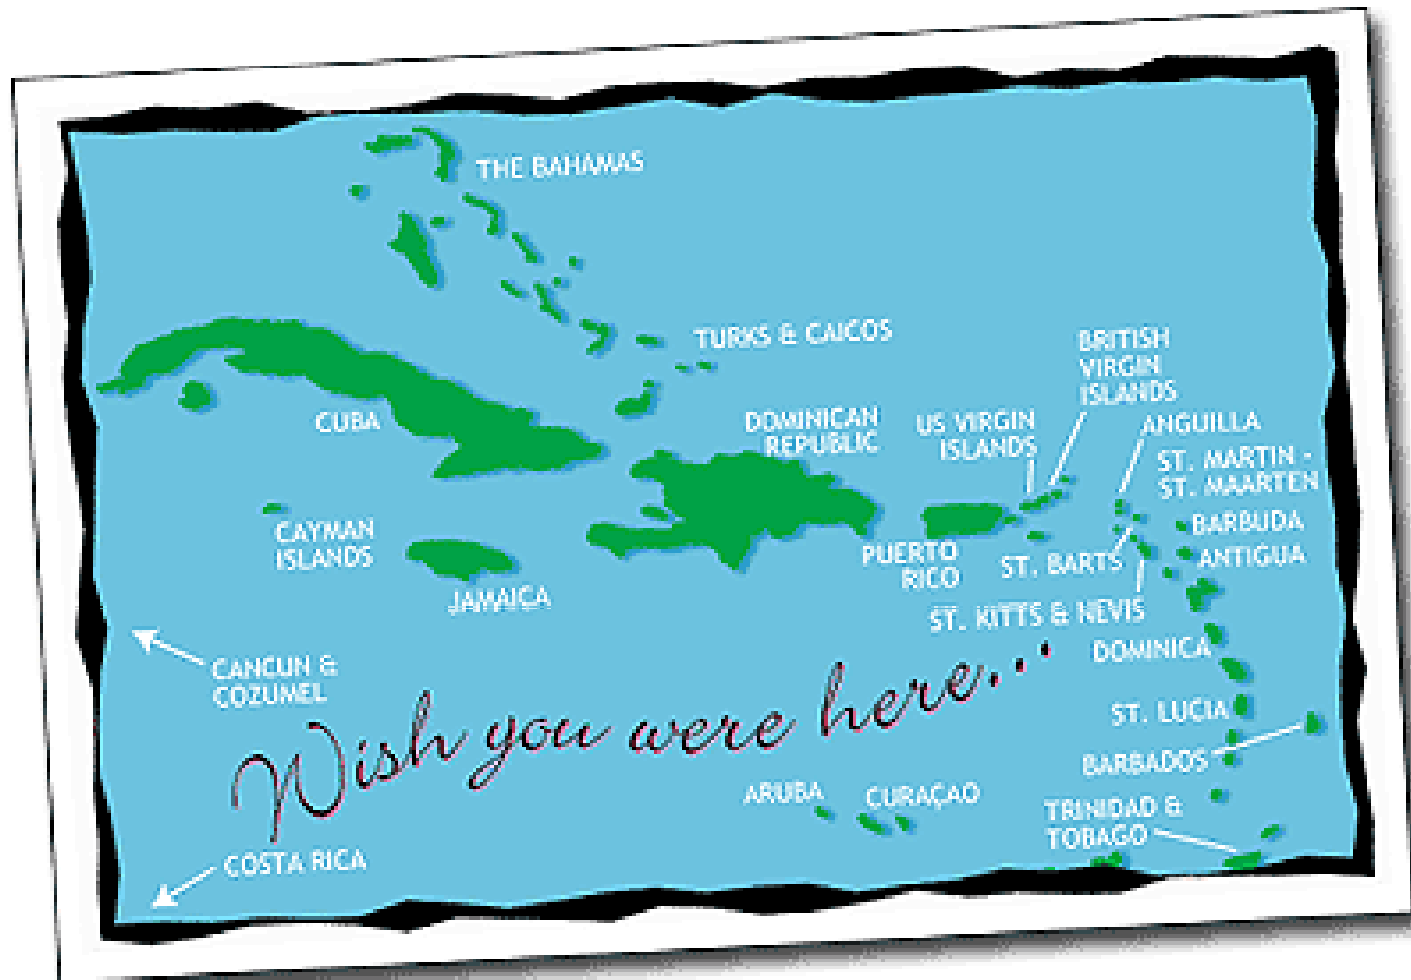 THE BAHAMAS
TURKS & CAICOS
BRITISH
VIRGIN
ISLANDS
CUBA
DOMINICAN
REPUBLIC
US VIRGIN
ISLANDS
ANGUILLA
ST. MARTIN -
ST. MAARTEN
CAYMAN
ISLANDS
BARBUDA
JAMAICA
PUERTO
RICO
ST. BARTS
ANTIGUA
ST. KITTS & NEVIS
DOMINICA
CANCUN &
COZUMEL
Wish you were here...
ST. LUCIA
BARBADOS
ARUBA
CURAÇAO
TRINIDAD &
TOBAGO
COSTA RICA